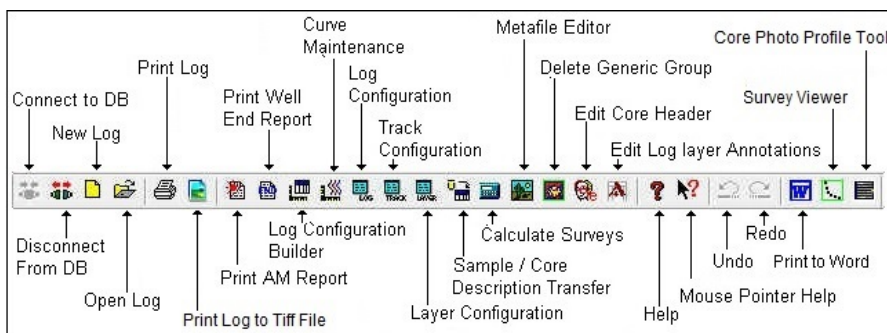 Curve
Maintenance
Metafile Editor
Core Photo Profile Tool
Print Log
Log
Configuration
Delete Generic Group
Connect to DB
Print Well
End Report
Edit Core Header
Survey Viewer
New Log
Track
Configuration
Edit Log layer Annotations
LOG
TRACK
LAYER
W
Disconnect
From DB
Log Configuration
Builder
Calculate Surveys
Redo
Print AM Report
Sample / Core
Description Transfer
Undo
Print to Word
Open Log
Print Log to Tiff File
Layer Configuration
Help
Mouse Pointer Help